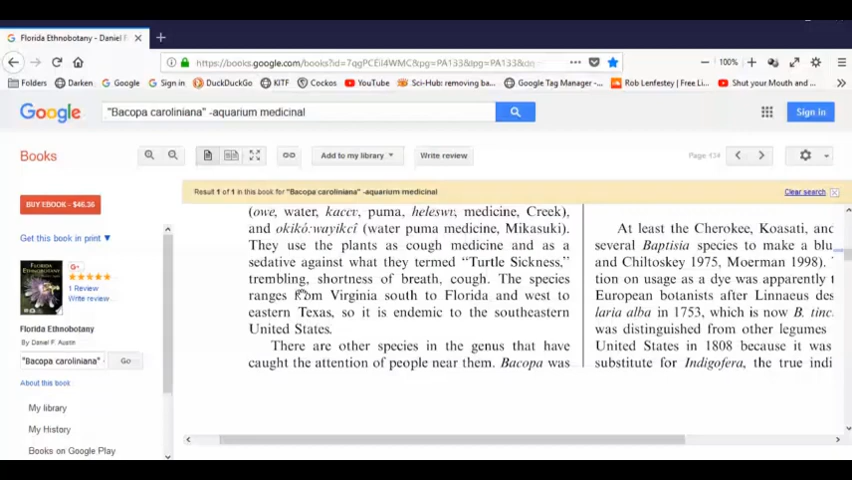 Florida Ethnobotany - Daniel F
https://books.google.com/books?id=7qgPCEil4WMC&pg=PA133&dpg=PA133&dq
100%
Folders
Darken
Google
Sign in
DuckDuckGo
KITF
Cockos
YouTube
Sci-Hub: removing ba...
Google Tag Manager -...
Rob Lenfestey | Free Li...
Shut your Mouth and ...
Google
"Bacopa caroliniana" -aquarium medicinal
Sign in
Books
Add to my library
Write review
Page 134
Result 1 of 1 in this book for "Bacopa caroliniana" -aquarium medicinal
Clear search
BUY EBOOK - $46.36
Get this book in print
FLORIDA
ETHNOBOTANY
1 Review
Write review
Florida Ethnobotany
By Daniel F. Austin
"Bacopa caroliniana" -
Go
About this book
My library
My History
Books on Google Play
(owe, water, kaccv, puma, heleswv, medicine, Creek),
and okikó:wayikcî (water puma medicine, Mikasuki).
They use the plants as cough medicine and as a
sedative against what they termed "Turtle Sickness,"
trembling, shortness of breath, cough. The species
ranges from Virginia south to Florida and west to
eastern Texas, so it is endemic to the southeastern
United States.
There are other species in the genus that have
caught the attention of people near them. Bacopa was
At least the Cherokee, Koasati, and
several Baptisia species to make a blu
and Chiltoskey 1975, Moerman 1998). T
tion on usage as a dye was apparently t
European botanists after Linnaeus des
laria alba in 1753, which is now B. tinc
was distinguished from other legumes
United States in 1808 because it was
substitute for Indigofera, the true indi